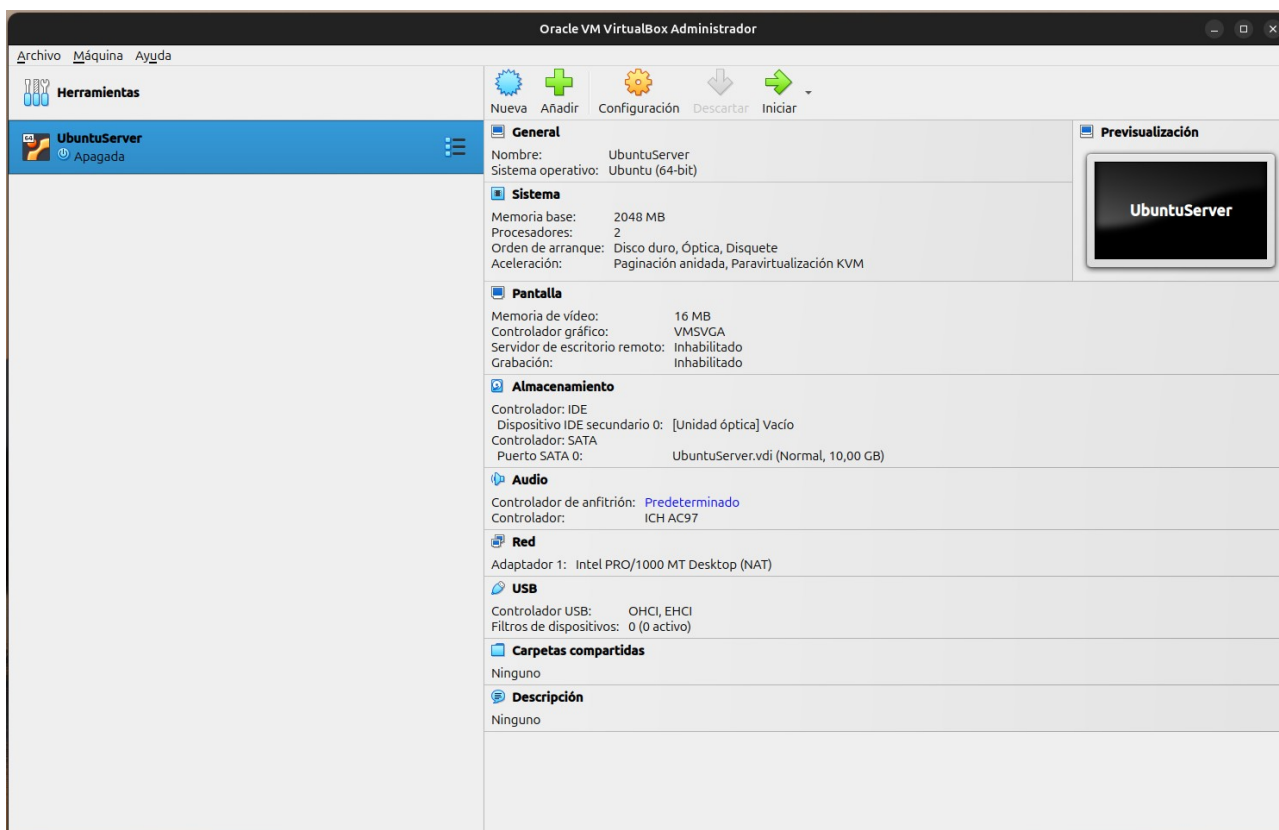 Oracle VM VirtualBox Administrador
Archivo Máquina Ayuda
Herramientas
Nueva Añadir Configuración Descartar Iniciar
64
UbuntuServer
Apagada
General
Nombre: UbuntuServer
Sistema operativo: Ubuntu (64-bit)
Previsualización
UbuntuServer
Sistema
Memoria base: 2048 MB
Procesadores: 2
Orden de arranque: Disco duro, Óptica, Disquete
Aceleración: Paginación anidada, Paravirtualización KVM
Pantalla
Memoria de vídeo: 16 MB
Controlador gráfico: VMSVGA
Servidor de escritorio remoto: Inhabilitado
Grabación: Inhabilitado
Almacenamiento
Controlador: IDE
Dispositivo IDE secundario 0: [Unidad óptica] Vacío
Controlador: SATA
Puerto SATA 0: UbuntuServer.vdi (Normal, 10,00 GB)
Audio
Controlador de anfitrión: Predeterminado
Controlador: ICH AC97
Red
Adaptador 1: Intel PRO/1000 MT Desktop (NAT)
USB
Controlador USB: OHCI, EHCI
Filtros de dispositivos: 0 (0 activo)
Carpetas compartidas
Ninguno
Descripción
Ninguno